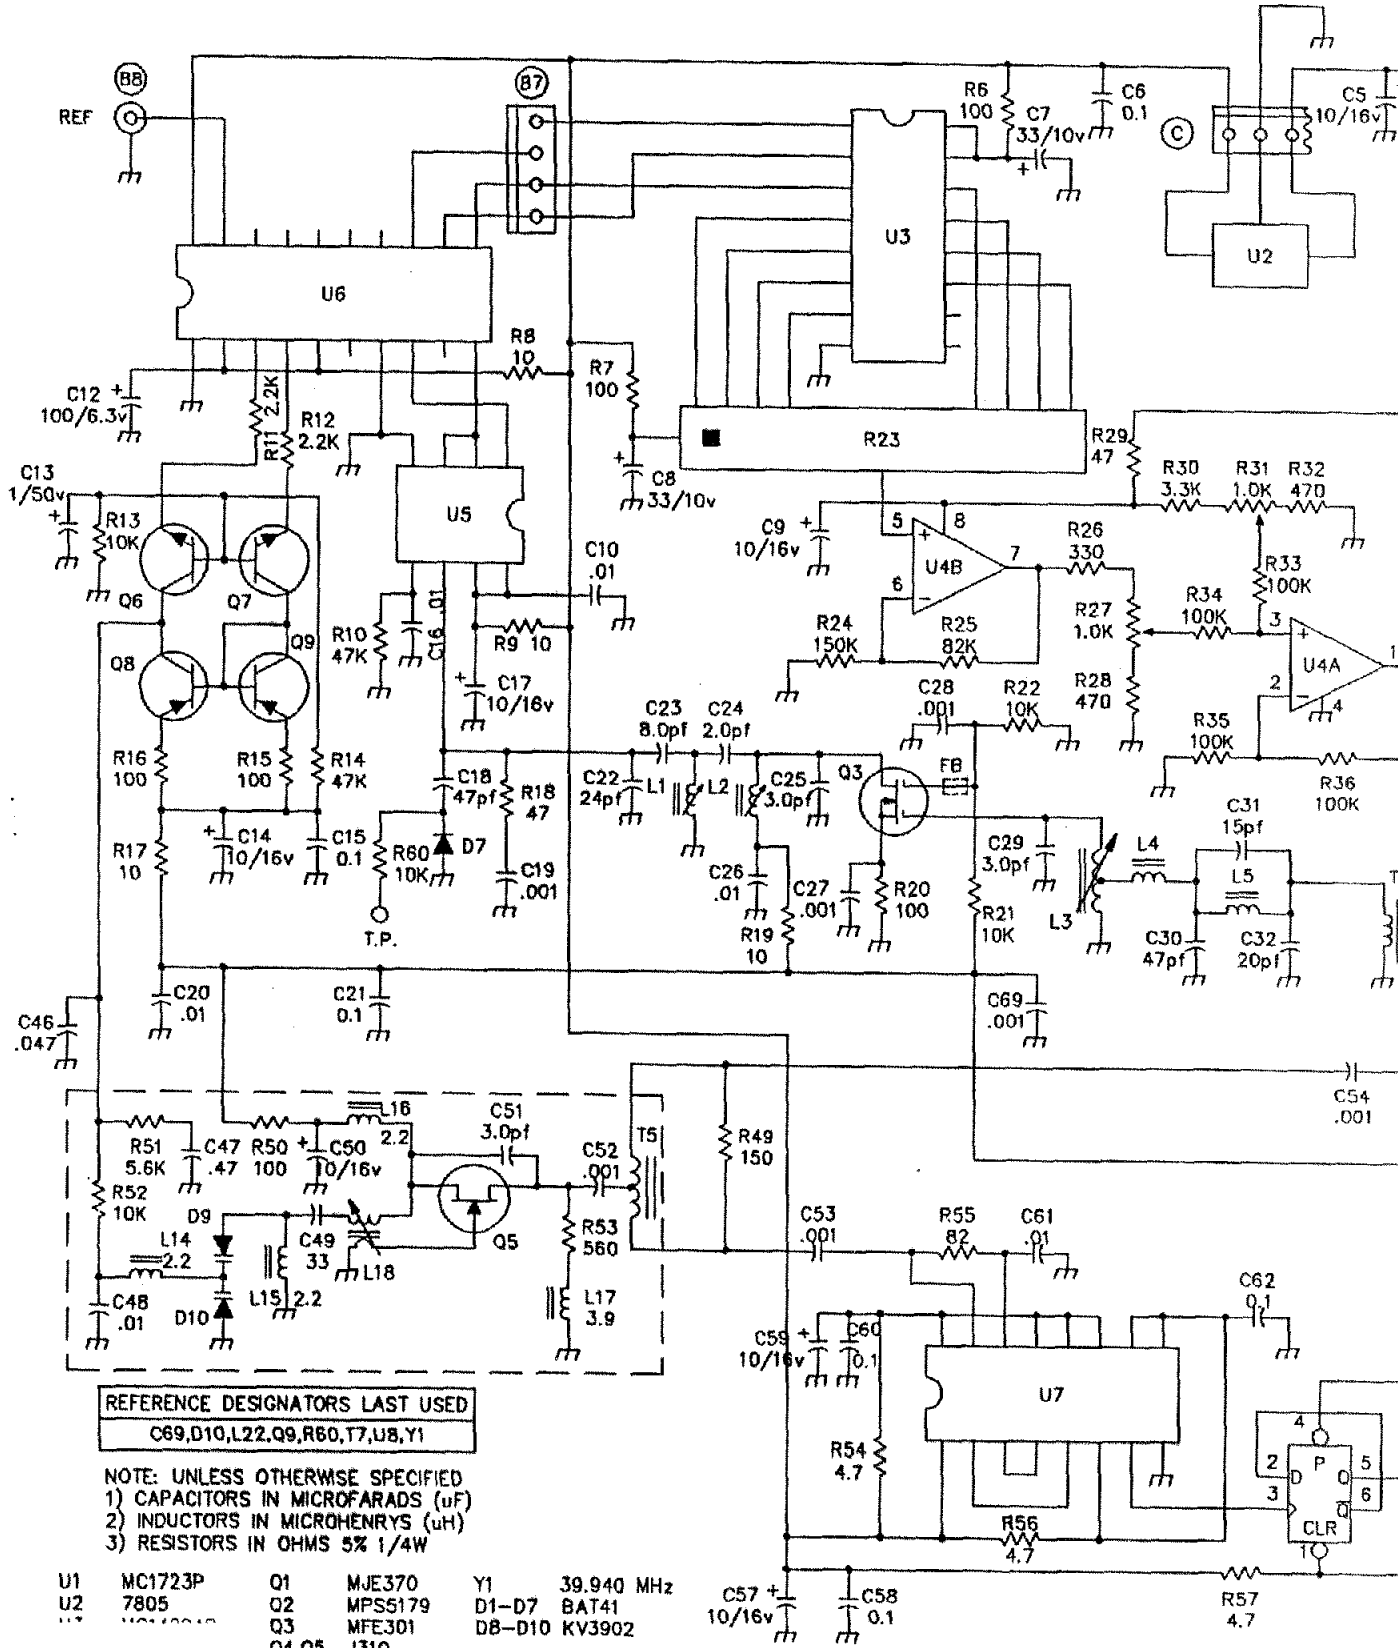 B8
REF
B7
R6
100
C7
33/10v
+
C6
0.1
C5
10/16v
C
U3
U2
U6
R8
10
R7
100
C12
100/6.3v
+
R11 2.2K
R12
2.2K
R23
C8
33/10v
+
R29
47
R30
3.3K
R31
1.0K
R32
470
C13
1/50v
+
R13
10K
U5
C9
10/16v
+
5
8
+
U4B
7
6
−
R26
330
C10
.01
R33
100K
Q6
Q7
C16 .01
R10
47K
R9 10
R24
150K
R25
82K
R27
1.0K
R34
100K
3
+
U4A
1
2
−
4
Q8
Q9
C17
10/16v
+
R28
470
C28
.001
R22
10K
R35
100K
R36
100K
R16
100
R15
100
R14
47K
C23
8.0pf
C24
2.0pf
C18
47pf
R18
47
C22
24pf
L1
L2
C25
3.0pf
Q3
FB
C31
15pf
R17
10
C14
10/16v
+
C15
0.1
R60
10K
D7
C19
.001
C26
.01
C27
.001
R20
100
C29
3.0pf
L4
L5
L3
T
T.P.
R19
10
R21
10K
C30
47pf
C32
20pf
C20
.01
C21
0.1
C69
.001
C46
.047
C54
.001
L16
2.2
C51
3.0pf
R51
5.6K
C47
.47
R50
100
C50
10/16v
+
C52
.001
T5
R49
150
R52
10K
D9
C49
33
L18
Q5
R53
560
C53
.001
R55
82
C61
.01
L14
2.2
L15 2.2
L17
3.9
C48
.01
D10
C62
0.1
C59
10/16v
+
C60
0.1
U7
REFERENCE DESIGNATORS LAST USED
C69,D10,L22,Q9,R60,T7,U8,Y1
R54
4.7
4
P
2
D
Q
5
3
Q
6
CLR
1
NOTE: UNLESS OTHERWISE SPECIFIED
1) CAPACITORS IN MICROFARADS (uF)
2) INDUCTORS IN MICROHENRYS (uH)
3) RESISTORS IN OHMS 5% 1/4W
R56
4.7
R57
4.7
C57
10/16v
+
C58
0.1
U1 MC1723P Q1 MJE370 Y1 39.940 MHz
U2 7805 Q2 MPS5179 D1-D7 BAT41
Q3 MFE301 D8-D10 KV3902
Q4,Q5 J310